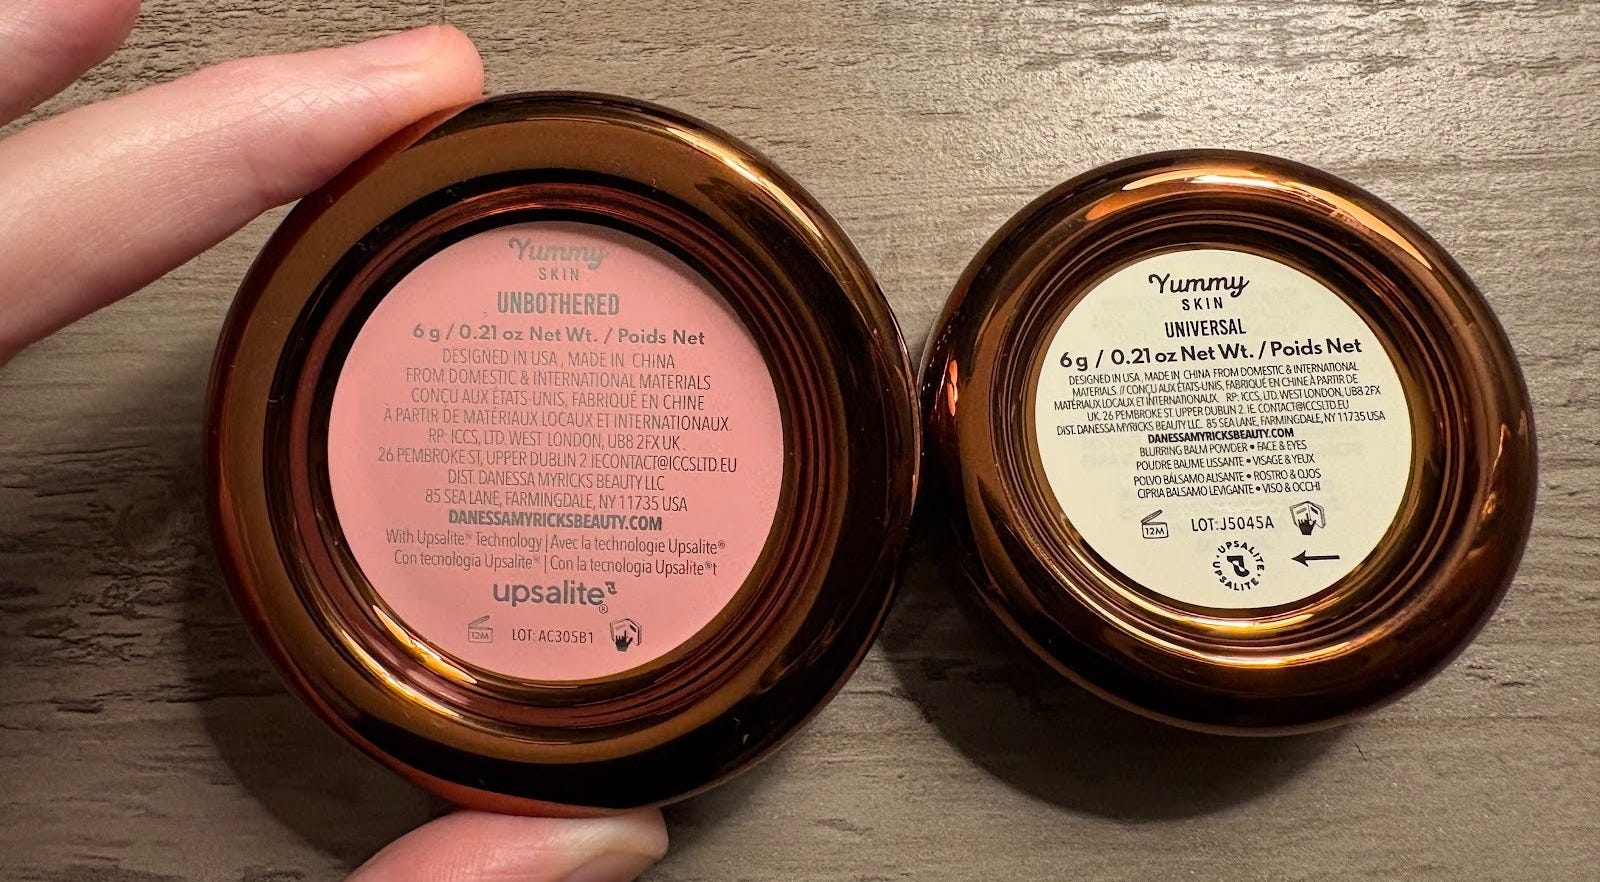 Yummy
SKIN
UNBOTHERED
6 g / 0.21 oz Net Wt. / Poids Net
DESIGNED IN USA, MADE IN CHINA
FROM DOMESTIC & INTERNATIONAL MATERIALS
CONÇU AUX ÉTATS-UNIS, FABRIQUÉ EN CHINE
À PARTIR DE MATÉRIAUX LOCAUX ET INTERNATIONAUX.
RP: ICCS, LTD. WEST LONDON, UB8 2FX UK.
26 PEMBROKE ST, UPPER DUBLIN 2.IECONTACT@ICCSLTD.EU
DIST. DANESSA MYRICKS BEAUTY LLC
85 SEA LANE, FARMINGDALE, NY 11735 USA
DANESSAMYRICKSBEAUTY.COM
With Upsalite® Technology | Avec la technologie Upsalite®
Con tecnología Upsalite® | Con la tecnologia Upsalite®t
upsalite®
12M LOT: AC305B1
Yummy
SKIN
UNIVERSAL
6 g / 0.21 oz Net Wt. / Poids Net
DESIGNED IN USA, MADE IN CHINA FROM DOMESTIC & INTERNATIONAL
MATERIALS. // CONÇU AUX ÉTATS-UNIS, FABRIQUÉ EN CHINE À PARTIR DE
MATÉRIAUX LOCAUX ET INTERNATIONAUX. RP: ICCS, LTD. WEST LONDON, UB8 2FX
UK. 26 PEMBROKE ST. UPPER DUBLIN 2. IE. CONTACT@ICCSLTD.EU
DIST. DANESSA MYRICKS BEAUTY LLC. 85 SEA LANE, FARMINGDALE, NY 11735 USA
DANESSAMYRICKSBEAUTY.COM
BLURRING BALM POWDER • FACE & EYES
POUDRE BAUME LISSANTE • VISAGE & YEUX
POLVO BÁLSAMO ALISANTE • ROSTRO & OJOS
CIPRIA BALSAMO LEVIGANTE • VISO & OCCHI
12M LOT: J5045A
UPSALITE • UPSALITE •